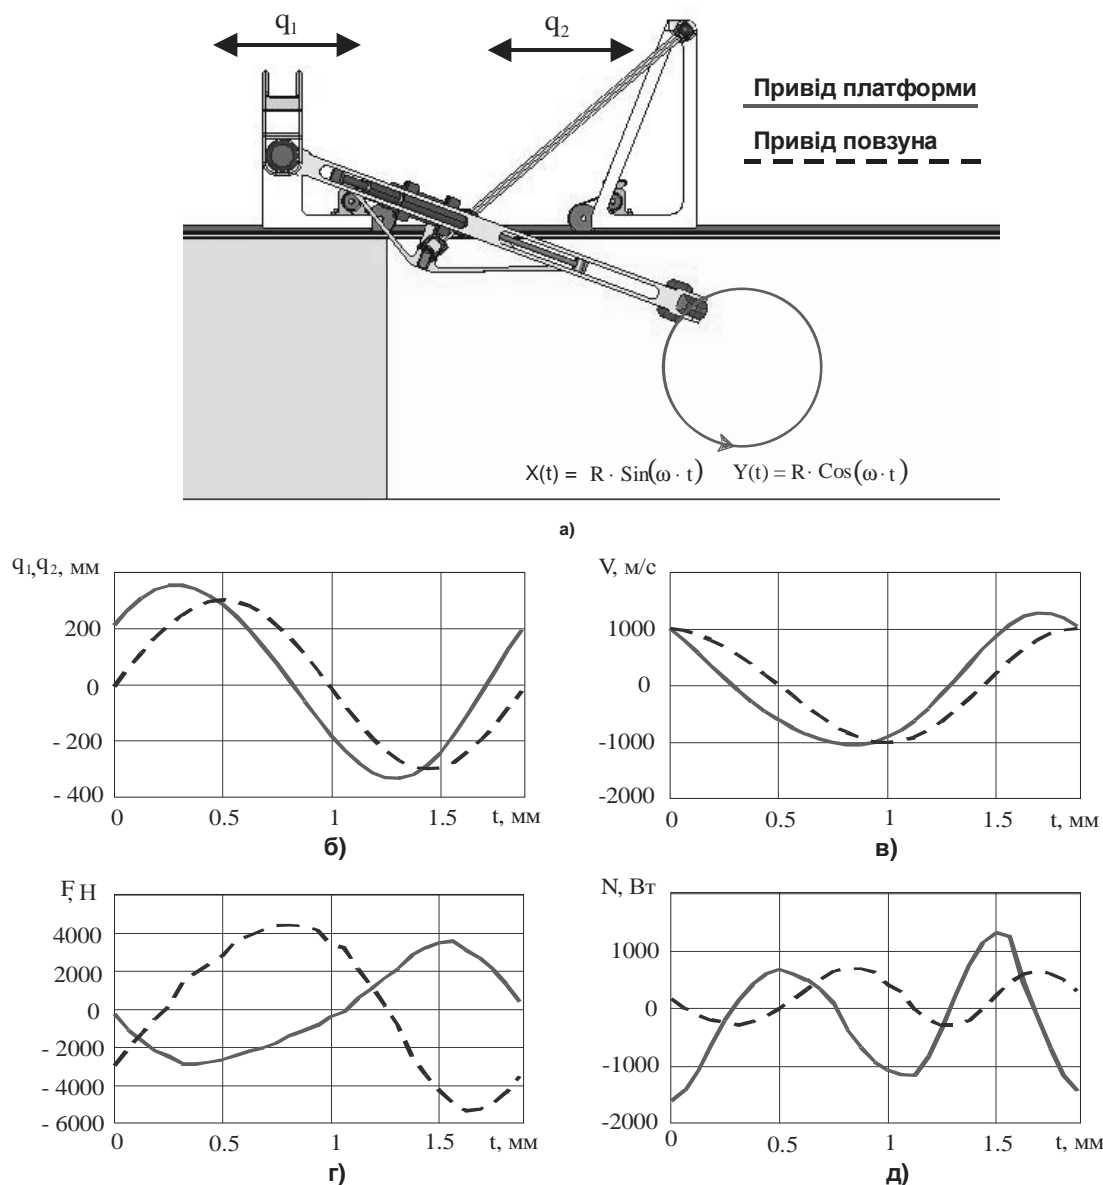 q₁
q₂
Привід платформи
Привід повзуна
X(t) = R · Sin(ω · t) Y(t) = R · Cos(ω · t)
а)
q₁,q₂, мм
200
0
- 200
- 400
0 0.5 1 1.5 t, мм
б)
V, м/с
1000
0
-1000
-2000
0 0.5 1 1.5 t, мм
в)
F, Н
4000
2000
0
- 2000
- 4000
- 6000
0 0.5 1 1.5 t, мм
г)
N, Вт
1000
0
-1000
-2000
0 0.5 1 1.5 t, мм
д)